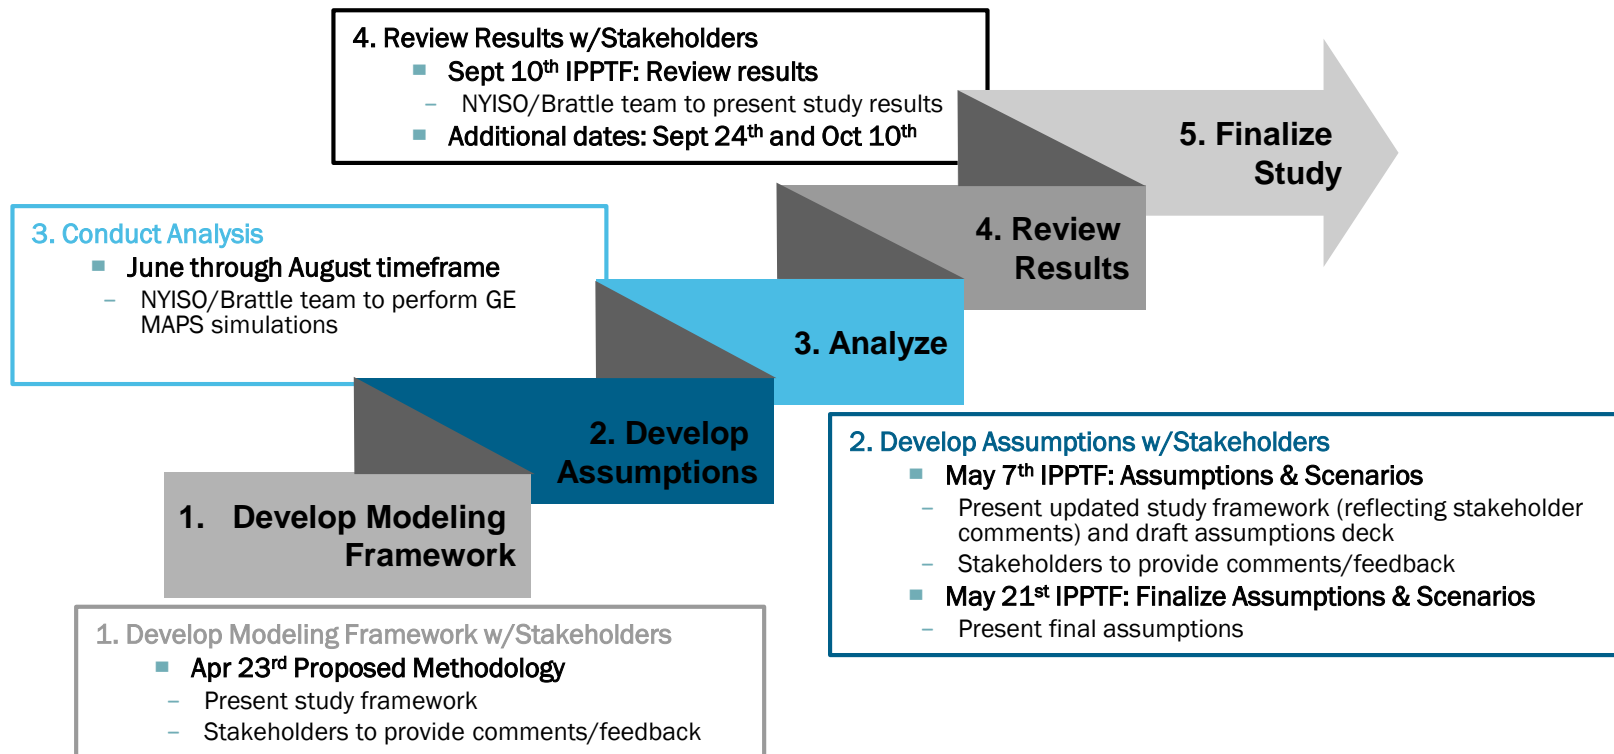 4. Review Results w/Stakeholders
Sept 10th IPPTF: Review results
– NYISO/Brattle team to present study results
Additional dates: Sept 24th and Oct 10th
5. Finalize
Study
3. Conduct Analysis
June through August timeframe
– NYISO/Brattle team to perform GE
MAPS simulations
4. Review
Results
3. Analyze
2. Develop
Assumptions
1. Develop Modeling
Framework
2. Develop Assumptions w/Stakeholders
May 7th IPPTF: Assumptions & Scenarios
– Present updated study framework (reflecting stakeholder
comments) and draft assumptions deck
– Stakeholders to provide comments/feedback
May 21st IPPTF: Finalize Assumptions & Scenarios
– Present final assumptions
1. Develop Modeling Framework w/Stakeholders
Apr 23rd Proposed Methodology
– Present study framework
– Stakeholders to provide comments/feedback